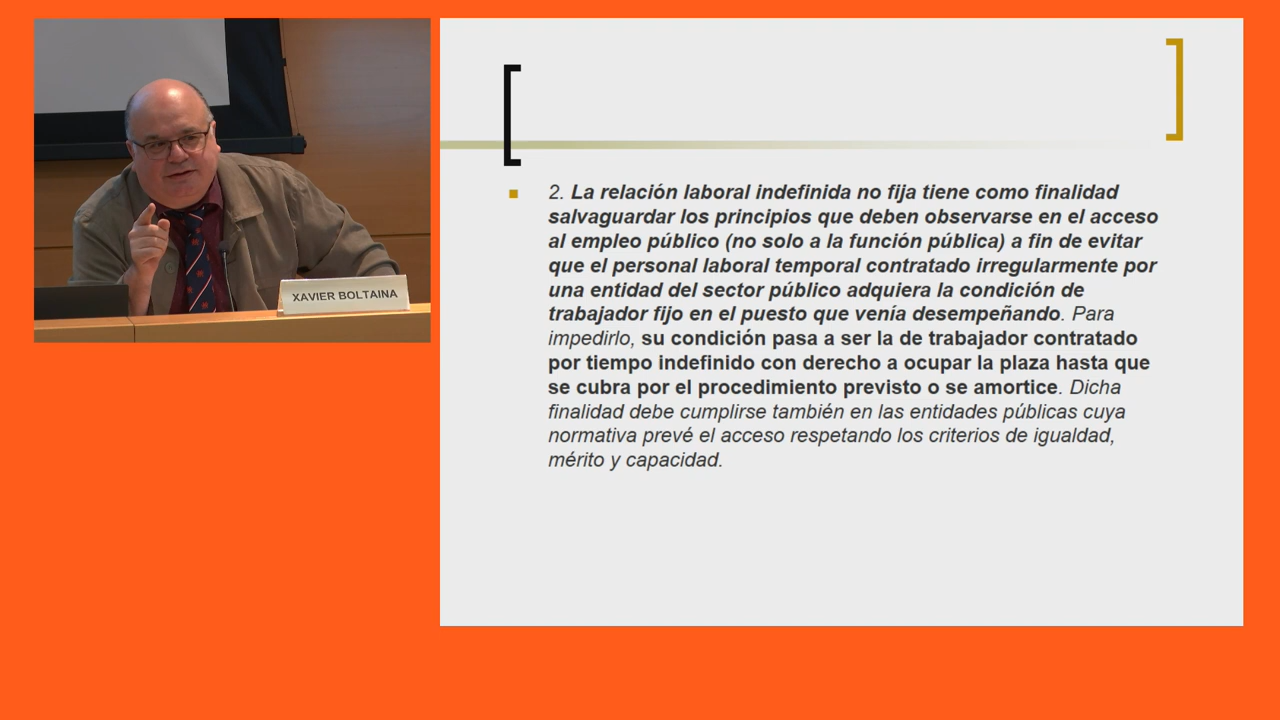 XAVIER BOLTAINA
2. La relación laboral indefinida no fija tiene como finalidad
salvaguardar los principios que deben observarse en el acceso
al empleo público (no solo a la función pública) a fin de evitar
que el personal laboral temporal contratado irregularmente por
una entidad del sector público adquiera la condición de
trabajador fijo en el puesto que venía desempeñando. Para
impedirlo, su condición pasa a ser la de trabajador contratado
por tiempo indefinido con derecho a ocupar la plaza hasta que
se cubra por el procedimiento previsto o se amortice. Dicha
finalidad debe cumplirse también en las entidades públicas cuya
normativa prevé el acceso respetando los criterios de igualdad,
mérito y capacidad.